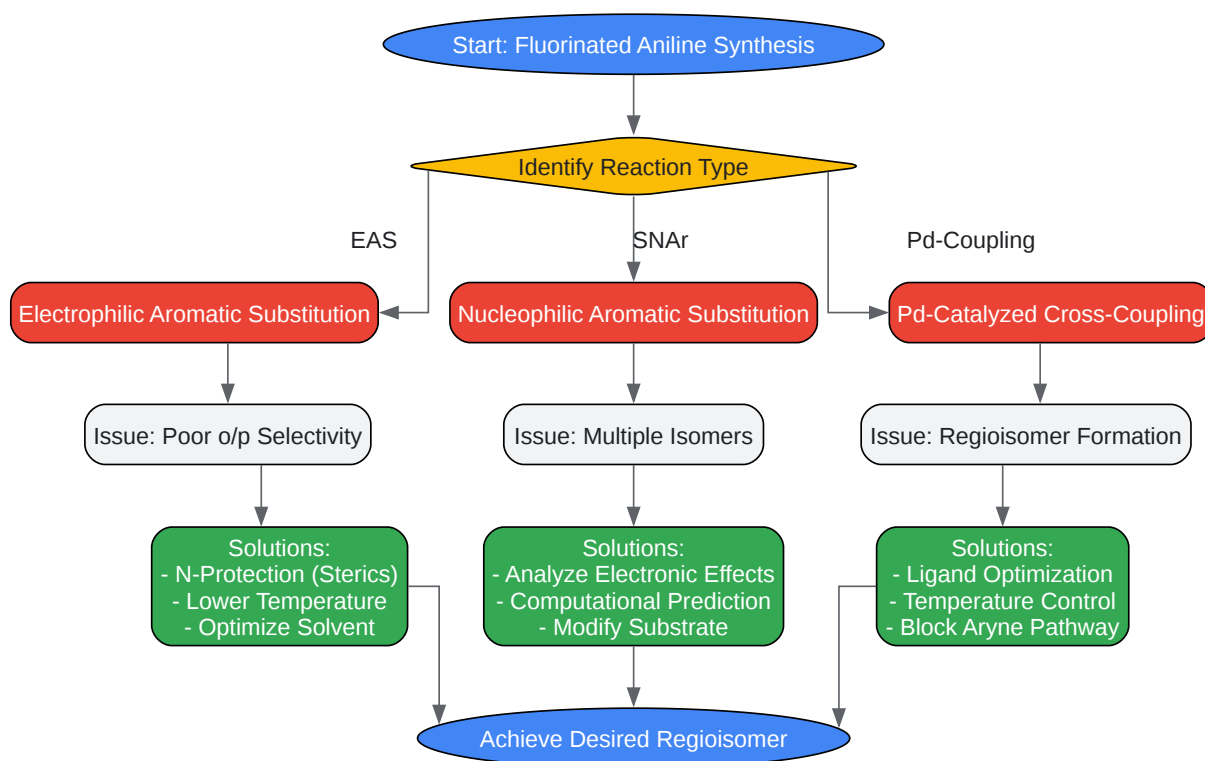 Start: Fluorinated Aniline Synthesis
Identify Reaction Type
EAS
SNAr
Pd-Coupling
Electrophilic Aromatic Substitution
Nucleophilic Aromatic Substitution
Pd-Catalyzed Cross-Coupling
Issue: Poor o/p Selectivity
Issue: Multiple Isomers
Issue: Regioisomer Formation
Solutions:
- N-Protection (Sterics)
- Lower Temperature
- Optimize Solvent
Solutions:
- Analyze Electronic Effects
- Computational Prediction
- Modify Substrate
Solutions:
- Ligand Optimization
- Temperature Control
- Block Aryne Pathway
Achieve Desired Regioisomer